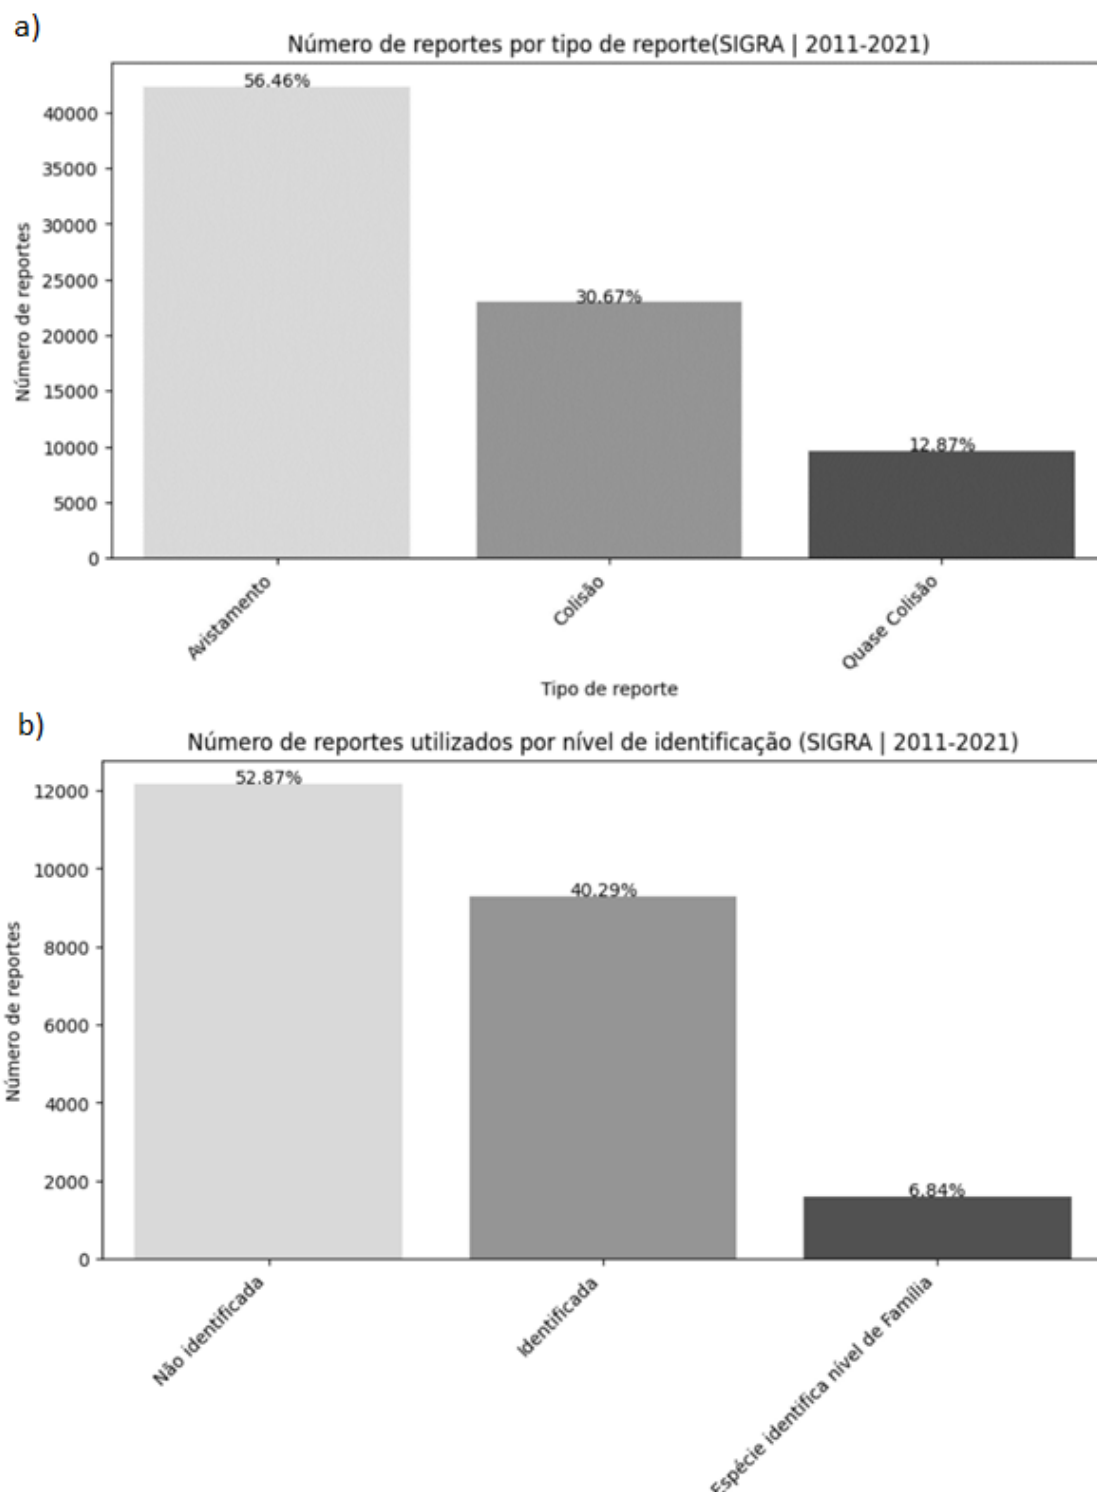 a)
Número de reportes por tipo de reporte(SIGRA | 2011-2021)
56.46%
30.67%
12.87%
40000
35000
30000
25000
20000
15000
10000
5000
0
Número de reportes
Avistamento
Colisão
Quase Colisão
Tipo de reporte
b)
Número de reportes utilizados por nível de identificação (SIGRA | 2011-2021)
52.87%
40.29%
6.84%
12000
10000
8000
6000
4000
2000
0
Número de reportes
Não identificada
Identificada
Espécie identifica nível de Família